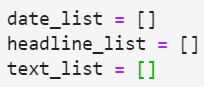 date_list = []
headline_list = []
text_list = []